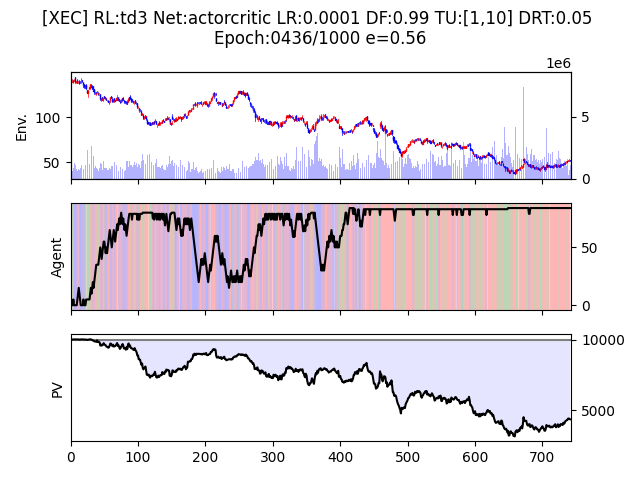 [XEC] RL:td3 Net:actorcritic LR:0.0001 DF:0.99 TU:[1,10] DRT:0.05
Epoch:0436/1000 e=0.56
1e6
Env.
100
50
5
0
Agent
50
0
PV
10000
5000
0 100 200 300 400 500 600 700